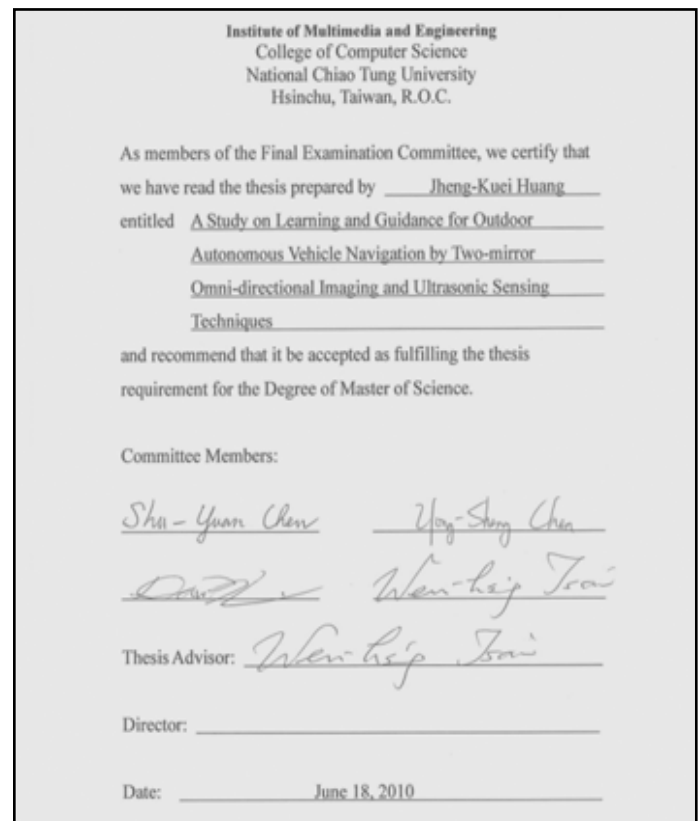 Institute of Multimedia and Engineering
College of Computer Science
National Chiao Tung University
Hsinchu, Taiwan, R.O.C.
As members of the Final Examination Committee, we certify that
we have read the thesis prepared by Jheng-Kuei Huang
entitled A Study on Learning and Guidance for Outdoor
Autonomous Vehicle Navigation by Two-mirror
Omni-directional Imaging and Ultrasonic Sensing
Techniques
and recommend that it be accepted as fulfilling the thesis
requirement for the Degree of Master of Science.
Committee Members:
Shu-Yuan Chen Yong-Sheng Chen
Wen-hsip Tsai
Thesis Advisor: Wen-hsip Tsai
Director:
Date: June 18, 2010